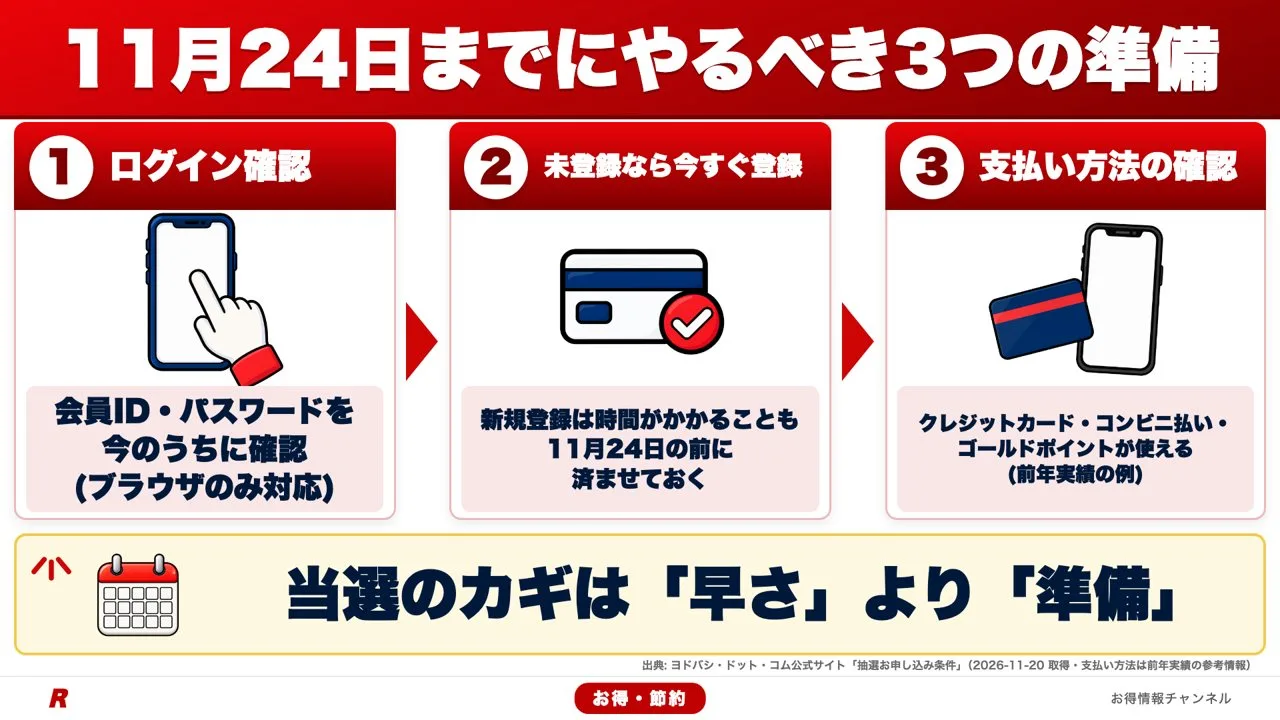 11月24日までにやるべき3つの準備
1 ログイン確認
会員ID・パスワードを
今のうちに確認
(ブラウザのみ対応)
2 未登録なら今すぐ登録
新規登録は時間がかかることも
11月24日の前に
済ませておく
3 支払い方法の確認
クレジットカード・コンビニ払い・
ゴールドポイントが使える
(前年実績の例)
当選のカギは「早さ」より「準備」
出典: ヨドバシ・ドット・コム公式サイト「抽選お申し込み条件」(2026-11-20 取得・支払い方法は前年実績の参考情報)
R
お得・節約
お得情報チャンネル